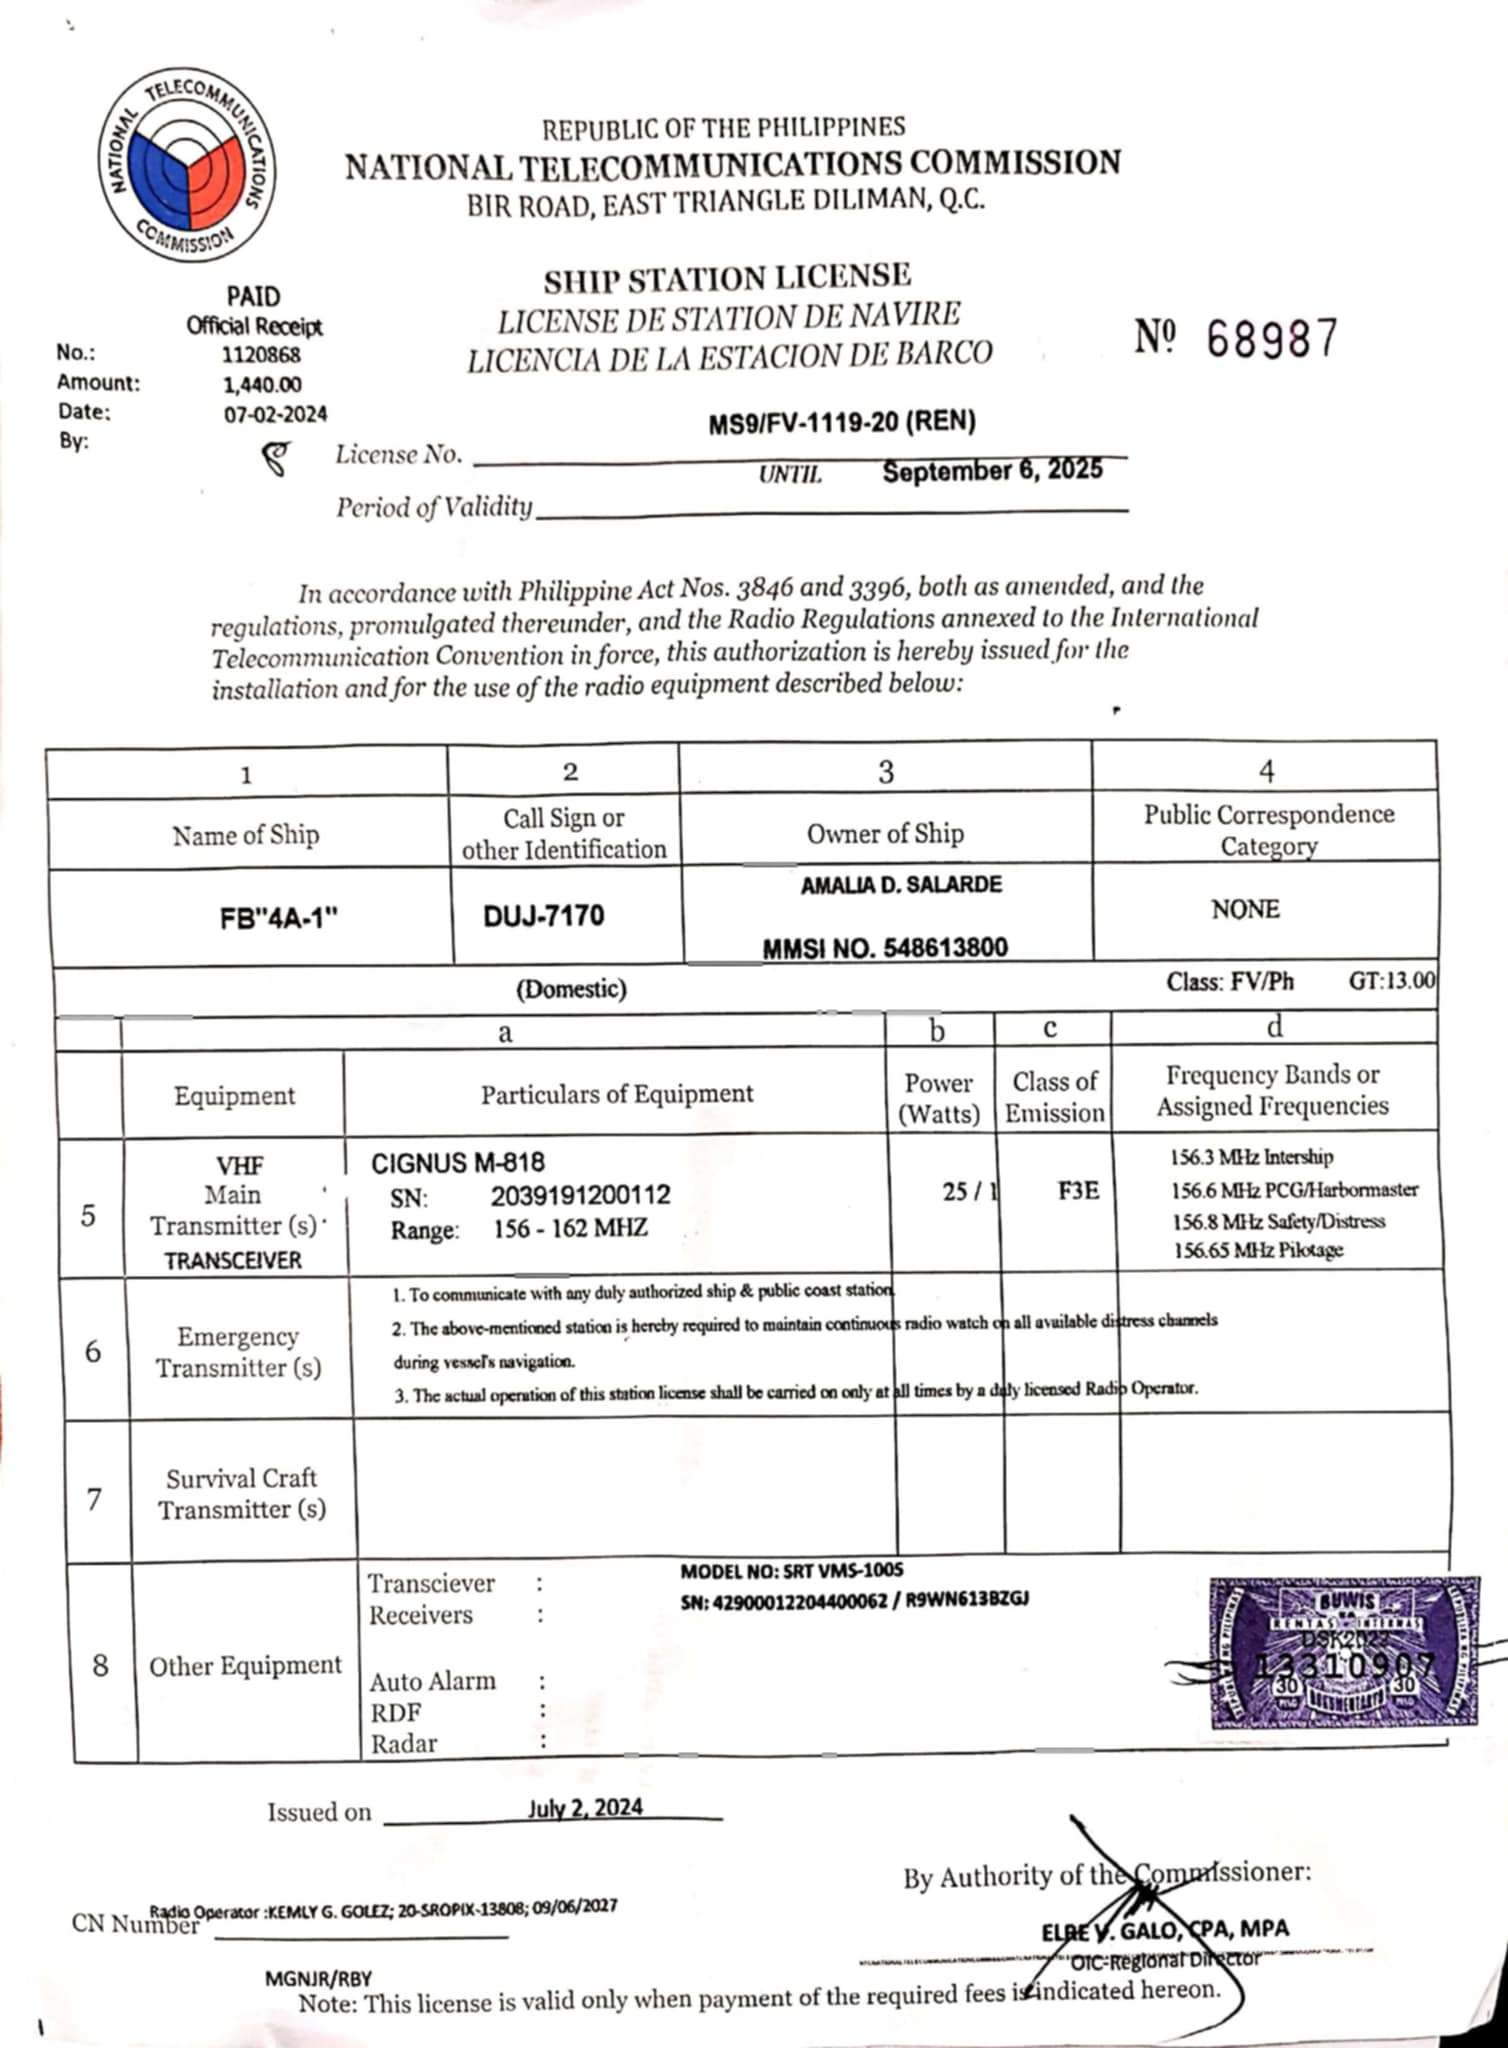 NATIONAL TELECOMMUNICATIONS COMMISSION
REPUBLIC OF THE PHILIPPINES
NATIONAL TELECOMMUNICATIONS COMMISSION
BIR ROAD, EAST TRIANGLE DILIMAN, Q.C.
SHIP STATION LICENSE
LICENSE DE STATION DE NAVIRE
LICENCIA DE LA ESTACION DE BARCO
Nº 68987
PAID
Official Receipt
No.: 1120868
Amount: 1,440.00
Date: 07-02-2024
By:
MS9/FV-1119-20 (REN)
License No.
UNTIL September 6, 2025
Period of Validity
In accordance with Philippine Act Nos. 3846 and 3396, both as amended, and the
regulations, promulgated thereunder, and the Radio Regulations annexed to the International
Telecommunication Convention in force, this authorization is hereby issued for the
installation and for the use of the radio equipment described below:
1 2 3 4
Name of Ship
Call Sign or
other Identification
Owner of Ship
Public Correspondence
Category
FB"4A-1"
DUJ-7170
AMALIA D. SALARDE
MMSI NO. 548613800
NONE
(Domestic) Class: FV/Ph GT:13.00
a b c d
Equipment
Particulars of Equipment
Power
(Watts)
Class of
Emission
Frequency Bands or
Assigned Frequencies
5
VHF
Main
Transmitter (s)
TRANSCEIVER
CIGNUS M-818
SN: 2039191200112
Range: 156 - 162 MHZ
25 / 1
F3E
156.3 MHz Intership
156.6 MHz PCG/Harbormaster
156.8 MHz Safety/Distress
156.65 MHz Pilotage
6
Emergency
Transmitter (s)
1. To communicate with any duly authorized ship & public coast station
2. The above-mentioned station is hereby required to maintain continuous radio watch on all available distress channels
during vessel's navigation.
3. The actual operation of this station license shall be carried on only at all times by a duly licensed Radio Operator.
7
Survival Craft
Transmitter (s)
8
Other Equipment
Transciever :
Receivers :
Auto Alarm :
RDF :
Radar :
MODEL NO: SRT VMS-100S
SN: 42900012204400062 / R9WN613BZGJ
REPUBLIKA NG PILIPINAS
BUWIS
RENTAS INTERNAS
DSK2022
13310907
30 30
DOKUMENTARYO
Issued on July 2, 2024
By Authority of the Commissioner:
Radio Operator :KEMLY G. GOLEZ; 20-SROPIX-13808; 09/06/2027
CN Number
ELBE V. GALO, CPA, MPA
OIC-Regional Director
MGNJR/RBY
Note: This license is valid only when payment of the required fees is indicated hereon.